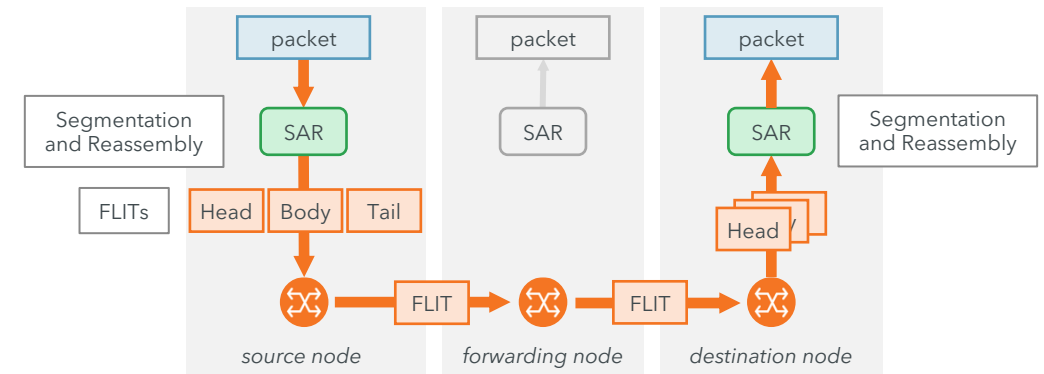 packet
packet
packet
Segmentation
and Reassembly
SAR
SAR
SAR
Segmentation
and Reassembly
FLITs
Head
Body
Tail
Head
y
FLIT
FLIT
source node
forwarding node
destination node